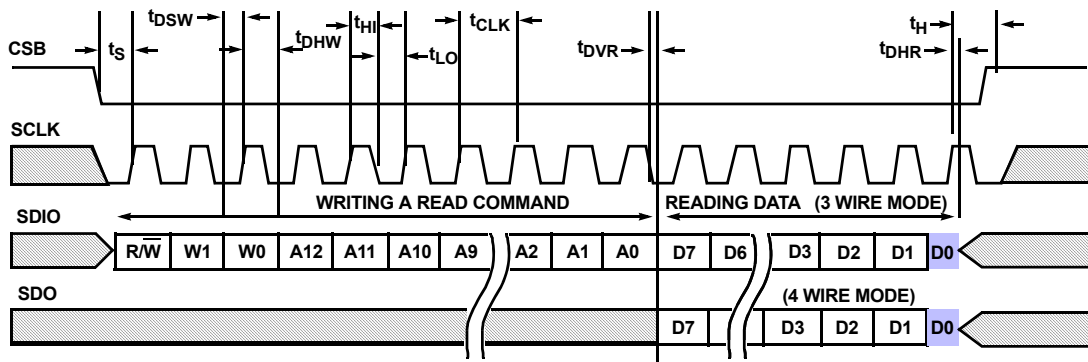 tDSW tHI tCLK tH
CSB tS tDHW tLO tDVR tDHR
SCLK
WRITING A READ COMMAND READING DATA (3 WIRE MODE)
SDIO
R/W̅ W1 W0 A12 A11 A10 A9 A2 A1 A0 D7 D6 D3 D2 D1 D0
SDO (4 WIRE MODE)
D7 D3 D2 D1 D0